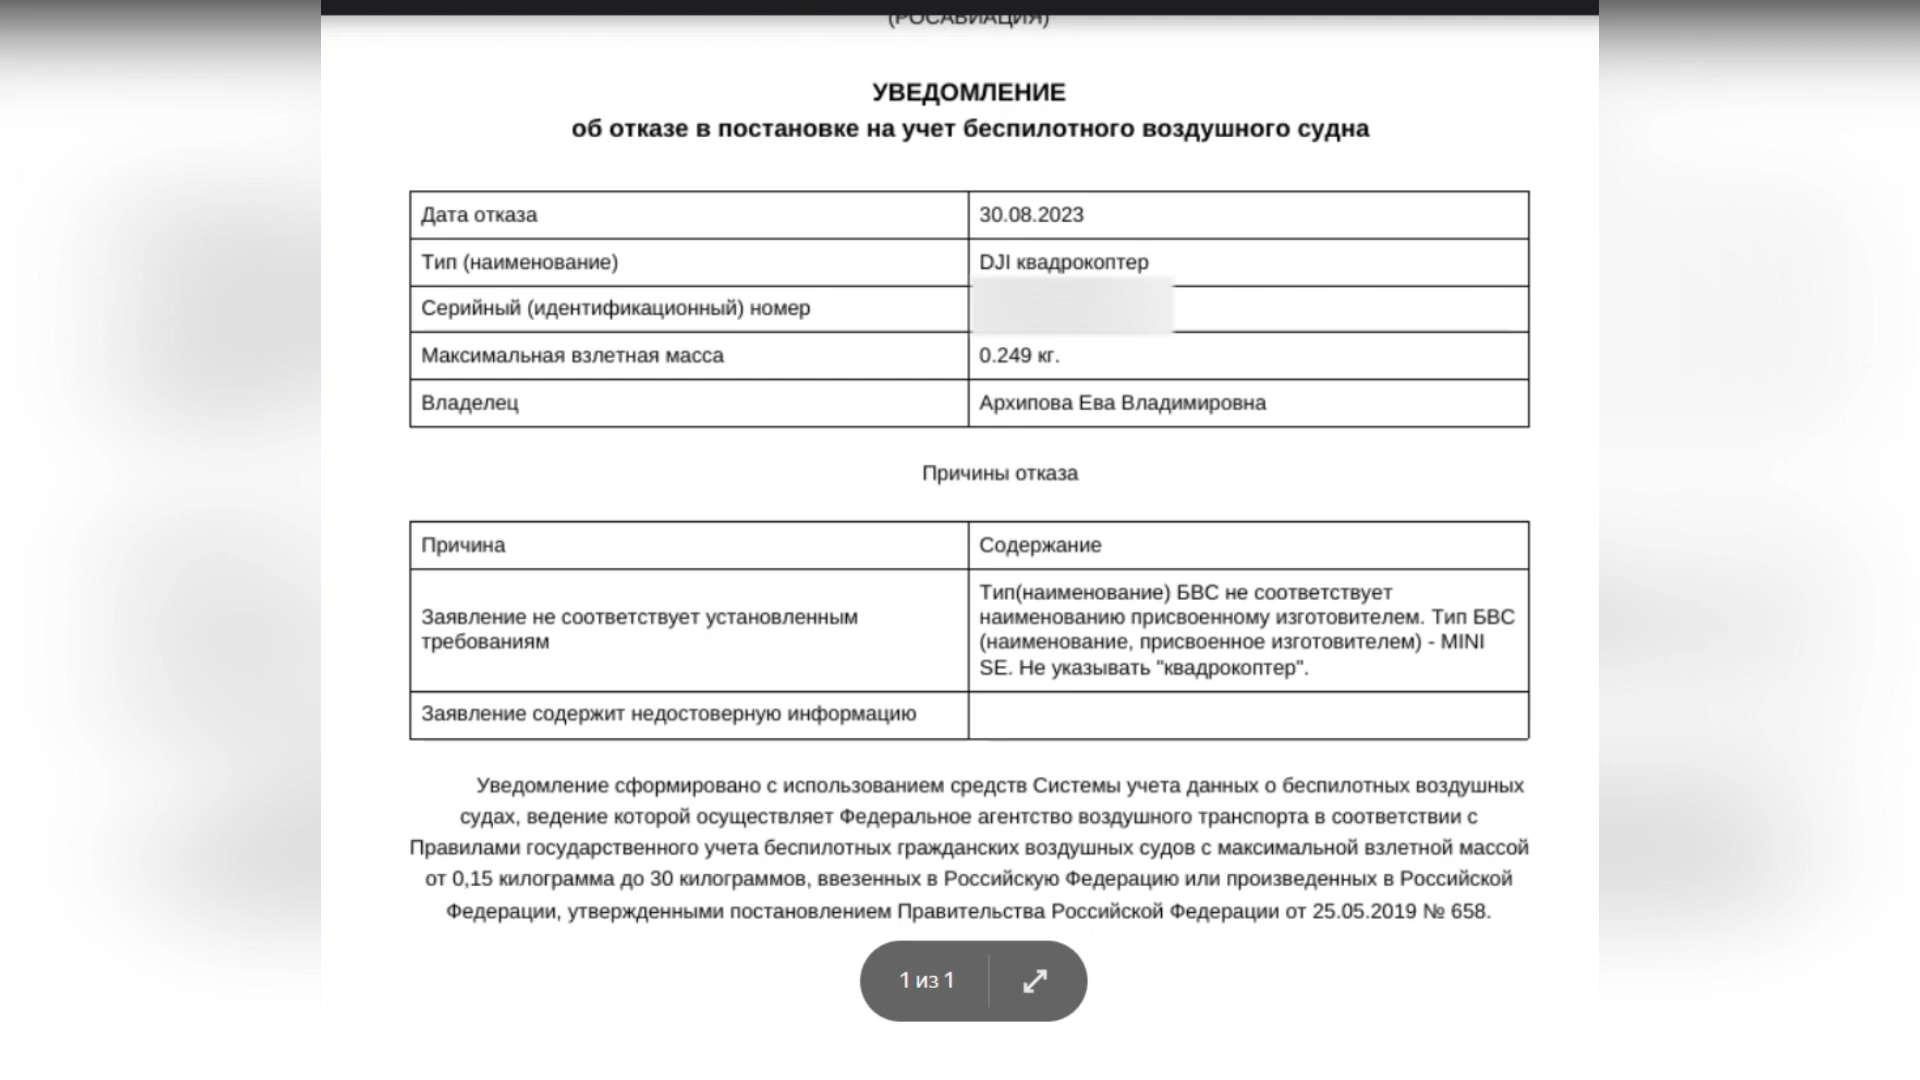 (РОСАВИАЦИЯ)
УВЕДОМЛЕНИЕ
об отказе в постановке на учет беспилотного воздушного судна
Дата отказа 30.08.2023
Тип (наименование) DJI квадрокоптер
Серийный (идентификационный) номер
Максимальная взлетная масса 0.249 кг.
Владелец Архипова Ева Владимировна
Причины отказа
Причина Содержание
Заявление не соответствует установленным
требованиям
Тип(наименование) БВС не соответствует
наименованию присвоенному изготовителем. Тип БВС
(наименование, присвоенное изготовителем) - MINI
SE. Не указывать "квадрокоптер".
Заявление содержит недостоверную информацию
Уведомление сформировано с использованием средств Системы учета данных о беспилотных воздушных
судах, ведение которой осуществляет Федеральное агентство воздушного транспорта в соответствии с
Правилами государственного учета беспилотных гражданских воздушных судов с максимальной взлетной массой
от 0,15 килограмма до 30 килограммов, ввезенных в Российскую Федерацию или произведенных в Российской
Федерации, утвержденными постановлением Правительства Российской Федерации от 25.05.2019 № 658.
1 из 1